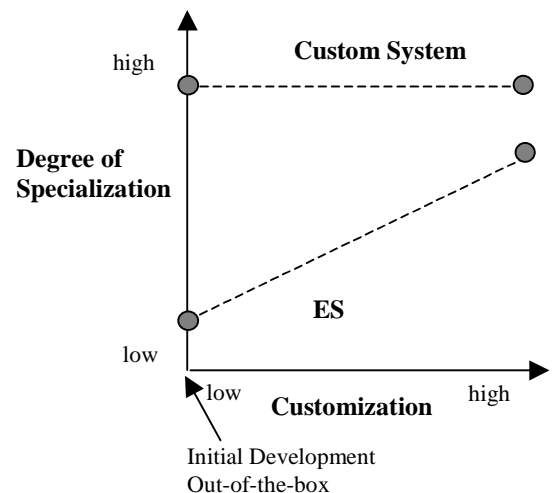 Custom System
high
Degree of
Specialization
ES
low
low
high
Customization
Initial Development
Out-of-the-box